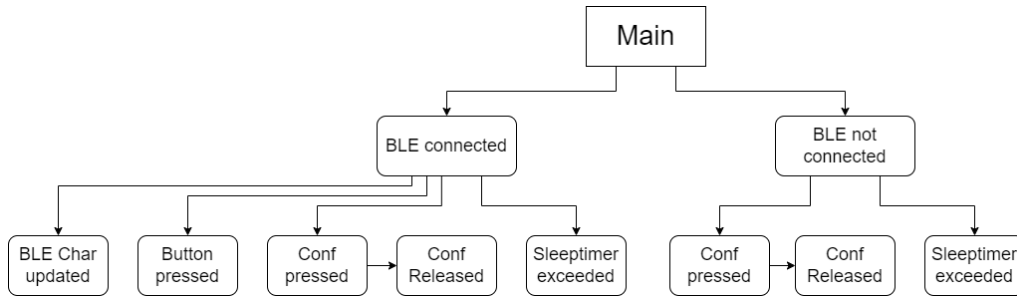 Main
BLE connected
BLE not
connected
BLE Char
updated
Button
pressed
Conf
pressed
Conf
Released
Sleeptimer
exceeded
Conf
pressed
Conf
Released
Sleeptimer
exceeded